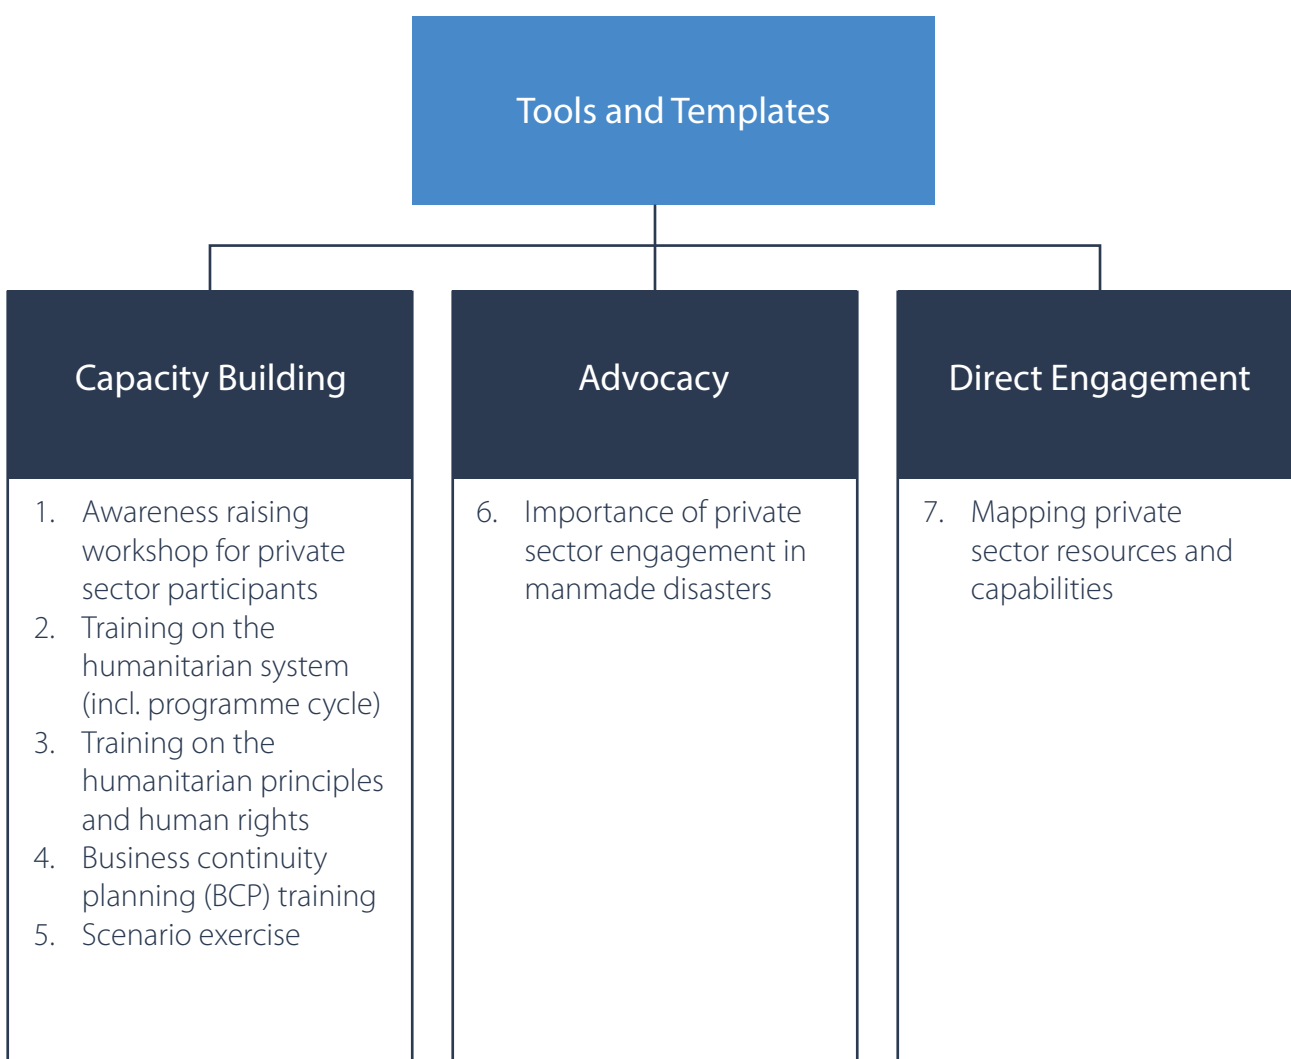 Tools and Templates
Capacity Building
1. Awareness raising
workshop for private
sector participants
2. Training on the
humanitarian system
(incl. programme cycle)
3. Training on the
humanitarian principles
and human rights
4. Business continuity
planning (BCP) training
5. Scenario exercise
Advocacy
6. Importance of private
sector engagement in
manmade disasters
Direct Engagement
7. Mapping private
sector resources and
capabilities